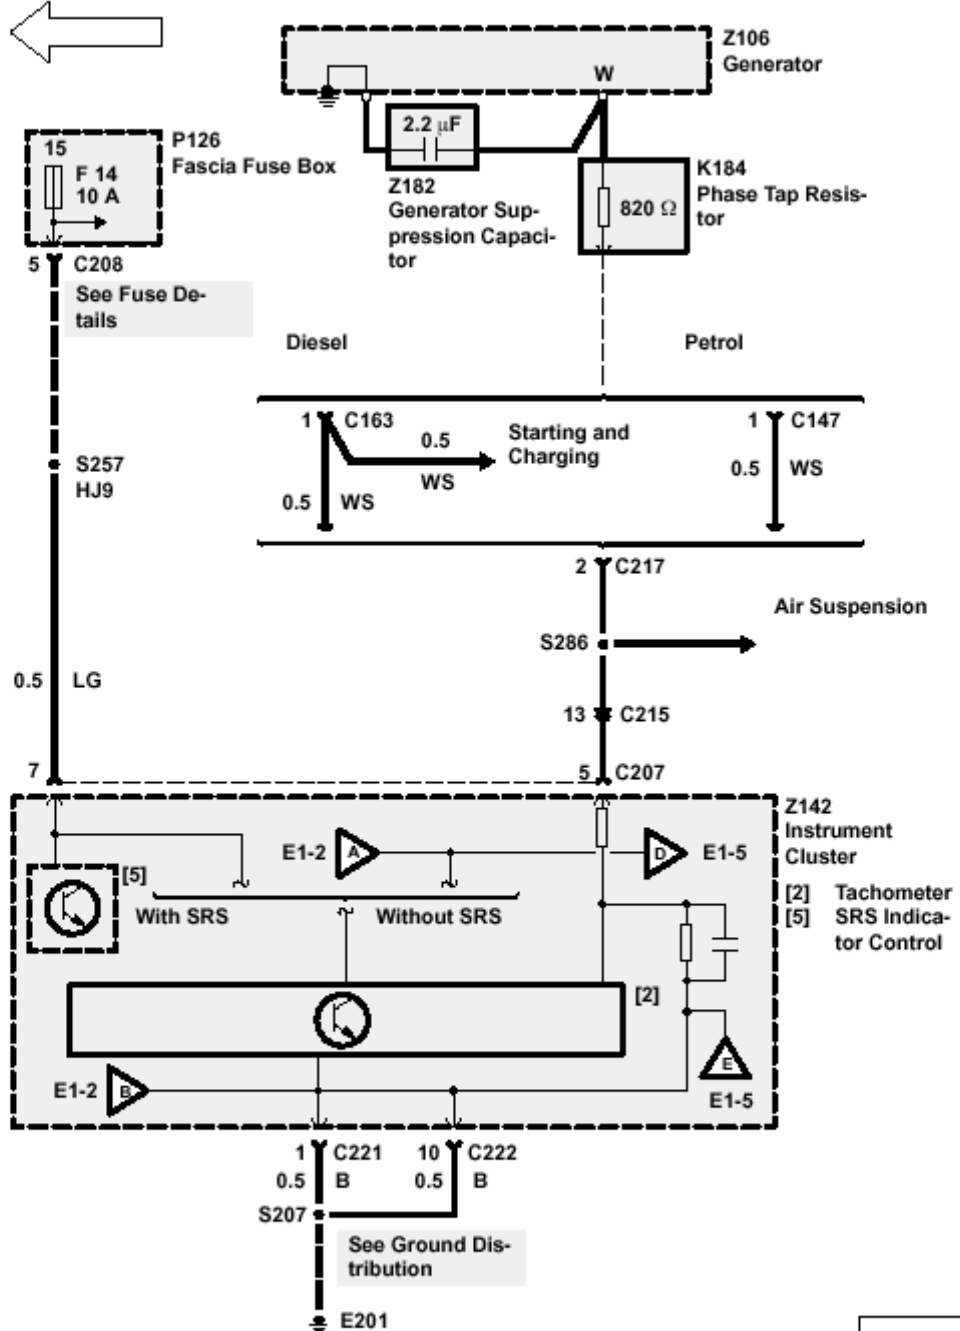 Z106
Generator
W
2.2 µF
15
F 14
10 A
P126
Fascia Fuse Box
Z182
Generator Sup-
pression Capaci-
tor
820 Ω
K184
Phase Tap Resis-
tor
5 C208
See Fuse De-
tails
Diesel
Petrol
1 C163
0.5
WS
Starting and
Charging
0.5 WS
1 C147
0.5 WS
S257
HJ9
2 C217
Air Suspension
S286
0.5 LG
13 C215
7
5 C207
Z142
Instrument
Cluster
[2] Tachometer
[5] SRS Indica-
tor Control
E1-2 A
D E1-5
[5]
With SRS
Without SRS
[2]
E1-2 B
E
E1-5
1 C221
0.5 B
10 C222
0.5 B
S207
See Ground Dis-
tribution
E201